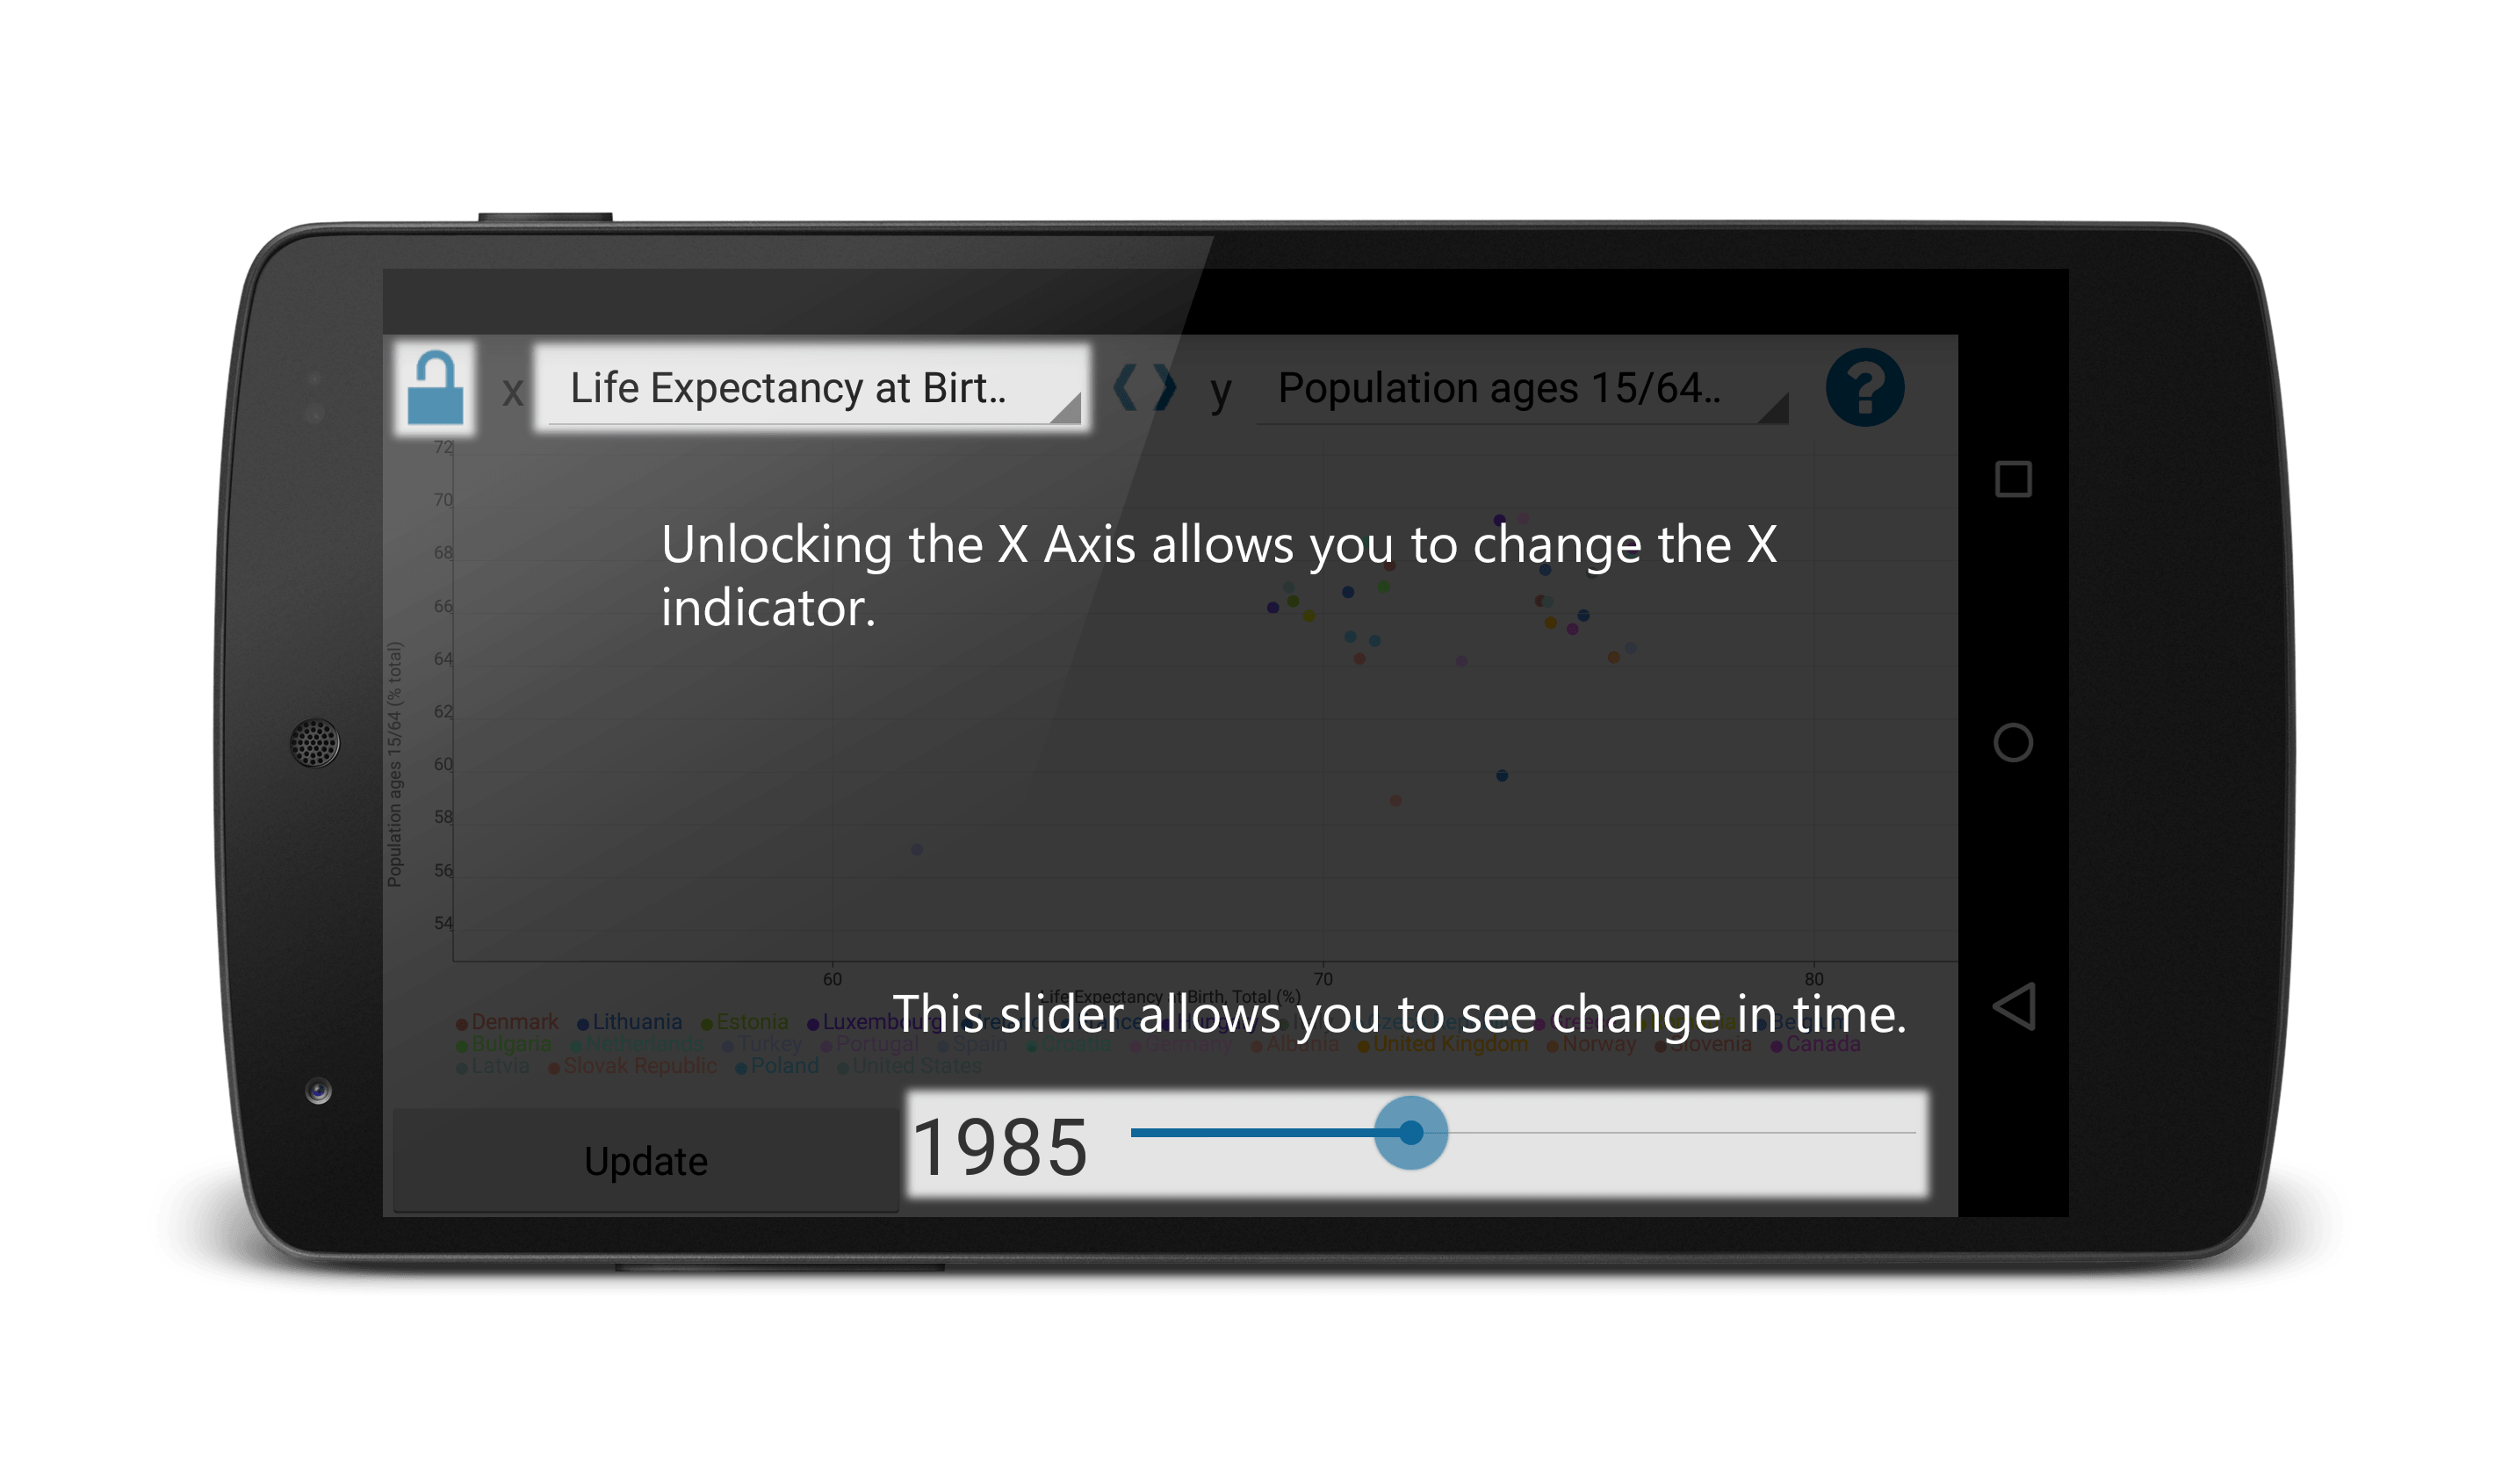 x Life Expectancy at Birt.. y Population ages 15/64.. ?
72
70
68
66
64
62
60
58
56
54
Population ages 15/64 (% total)
Unlocking the X Axis allows you to change the X
indicator.
60 70 80
Life Expectancy at Birth, Total (%)
This slider allows you to see change in time.
Denmark Lithuania Estonia Luxembourg Belgium
Bulgaria Netherlands Turkey Portugal Spain Croatia Germany Albania United Kingdom Norway Slovenia Canada
Latvia Slovak Republic Poland United States
Update
1985